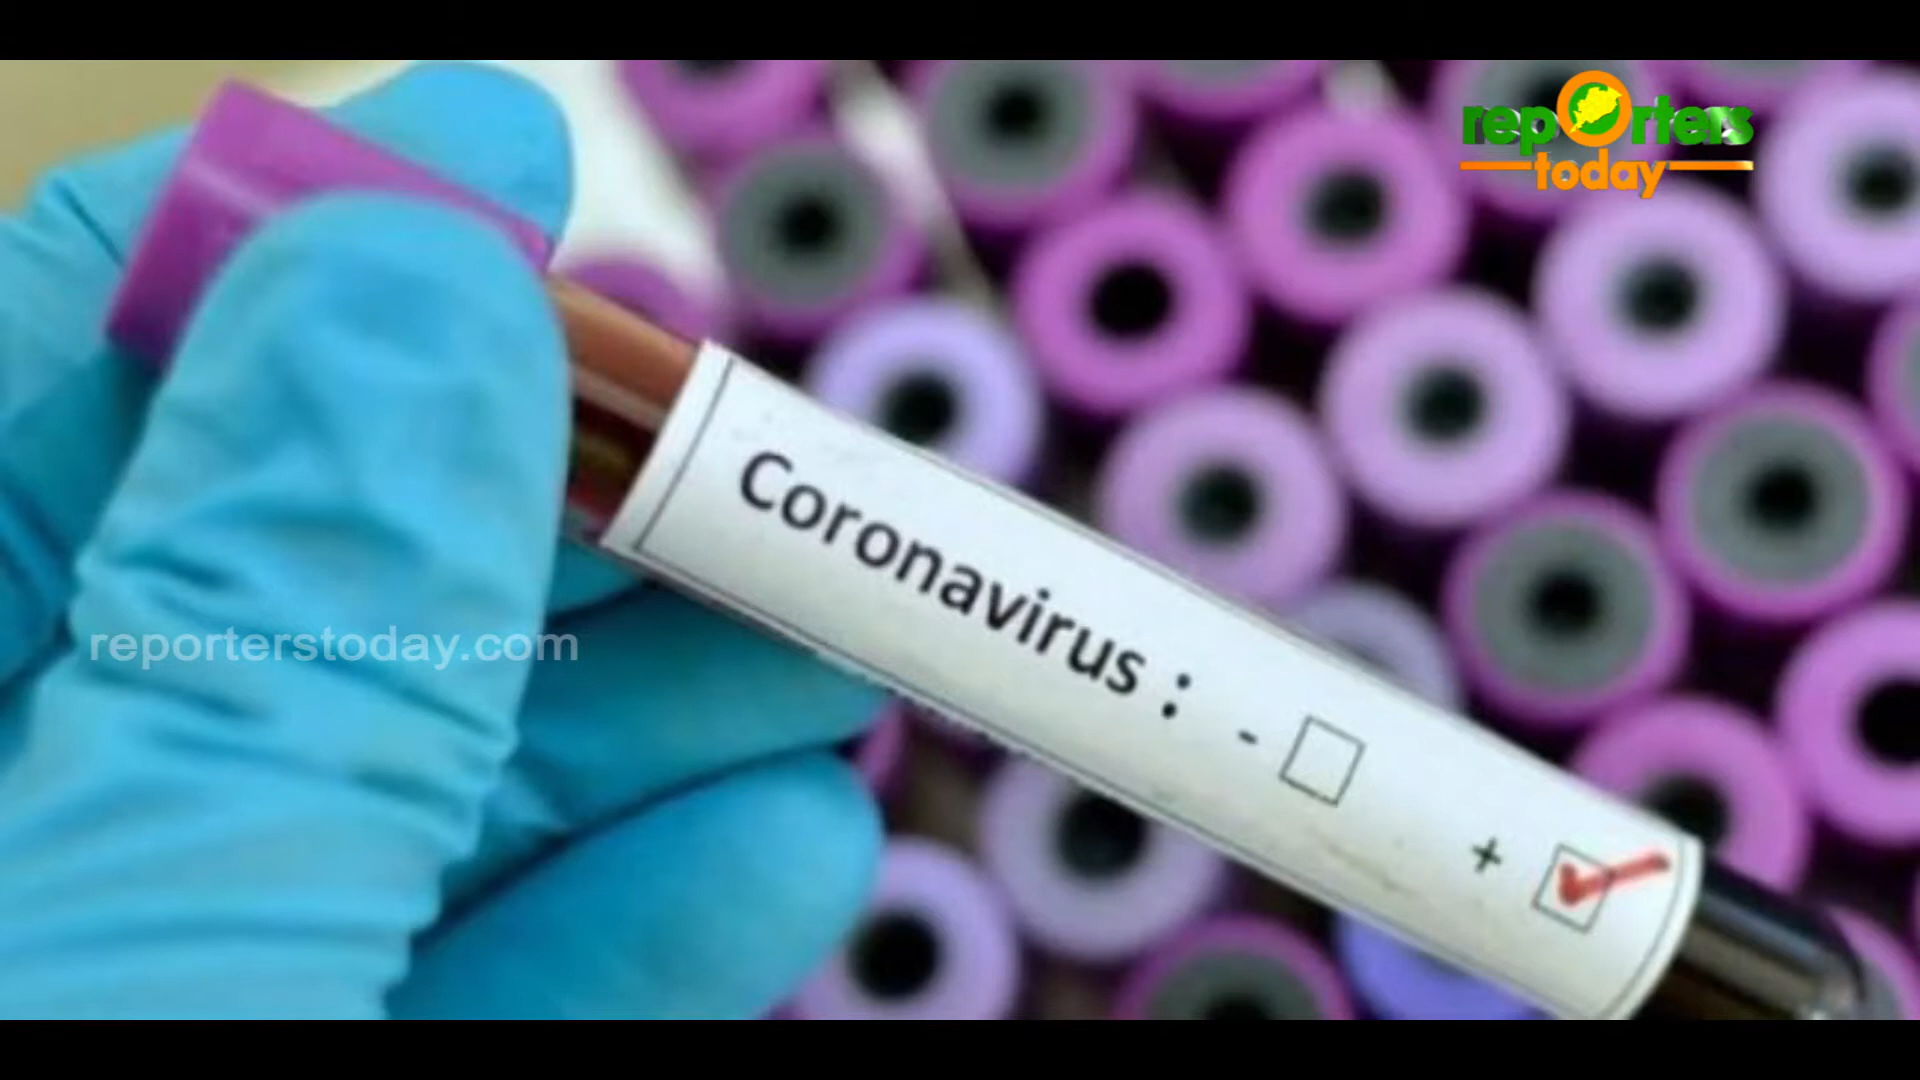 reporters
today
Coronavirus : - ☐
+ ☑
reporterstoday.com